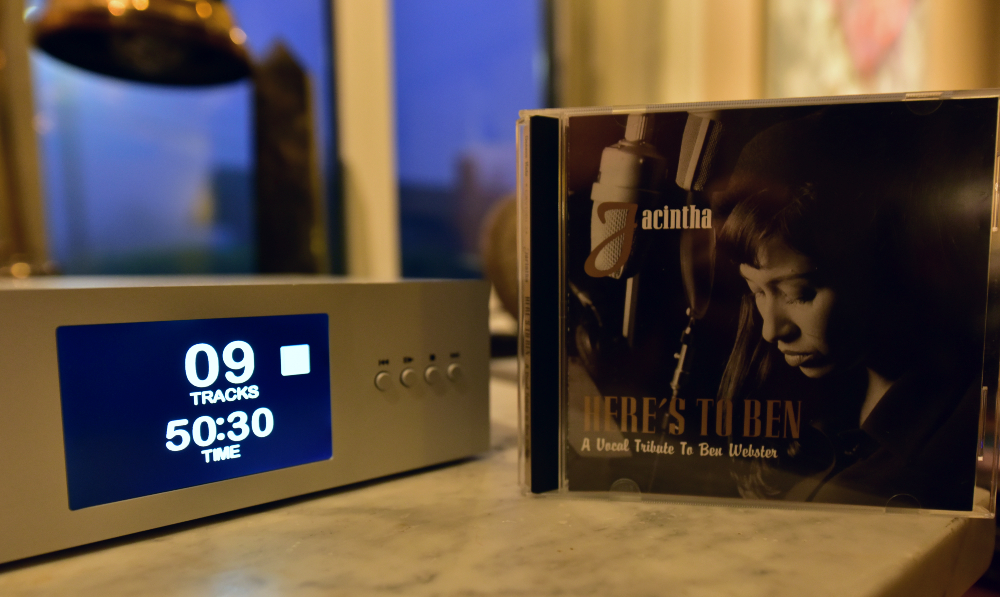 09
TRACKS
50:30
TIME
Jacintha
HERE'S TO BEN
A Vocal Tribute To Ben Webster